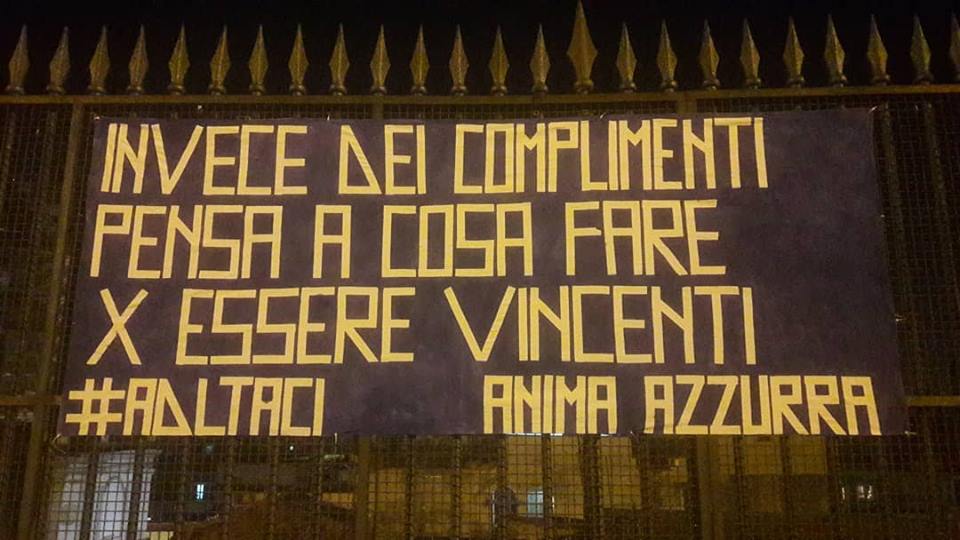 INVECE DEI COMPLIMENTI
PENSA A COSA FARE
X ESSERE VINCENTI
#ADLTACI ANIMA AZZURRA